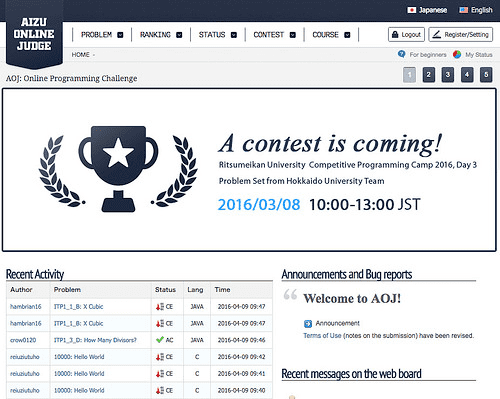 AIZU
ONLINE
JUDGE
Japanese English
PROBLEM RANKING STATUS CONTEST COURSE Logout Register/Setting
HOME - For beginners My Status
AOJ: Online Programming Challenge 1 2 3 4 5
A contest is coming!
Ritsumeikan University Competitive Programming Camp 2016, Day 3
Problem Set from Hokkaido University Team
2016/03/08 10:00-13:00 JST
Recent Activity
Author Problem Status Lang Time
hambrian16 ITP1_1_B: X Cubic CE JAVA 2016-04-09 09:47
hambrian16 ITP1_1_B: X Cubic CE JAVA 2016-04-09 09:47
crow0120 ITP1_3_D: How Many Divisors? AC JAVA 2016-04-09 09:46
reiuziutuho 10000: Hello World CE C 2016-04-09 09:42
reiuziutuho 10000: Hello World CE C 2016-04-09 09:41
reiuziutuho 10000: Hello World CE C 2016-04-09 09:40
Announcements and Bug reports
Welcome to AOJ!
Announcement
Terms of Use (notes on the submission) have been revised.
Recent messages on the web board